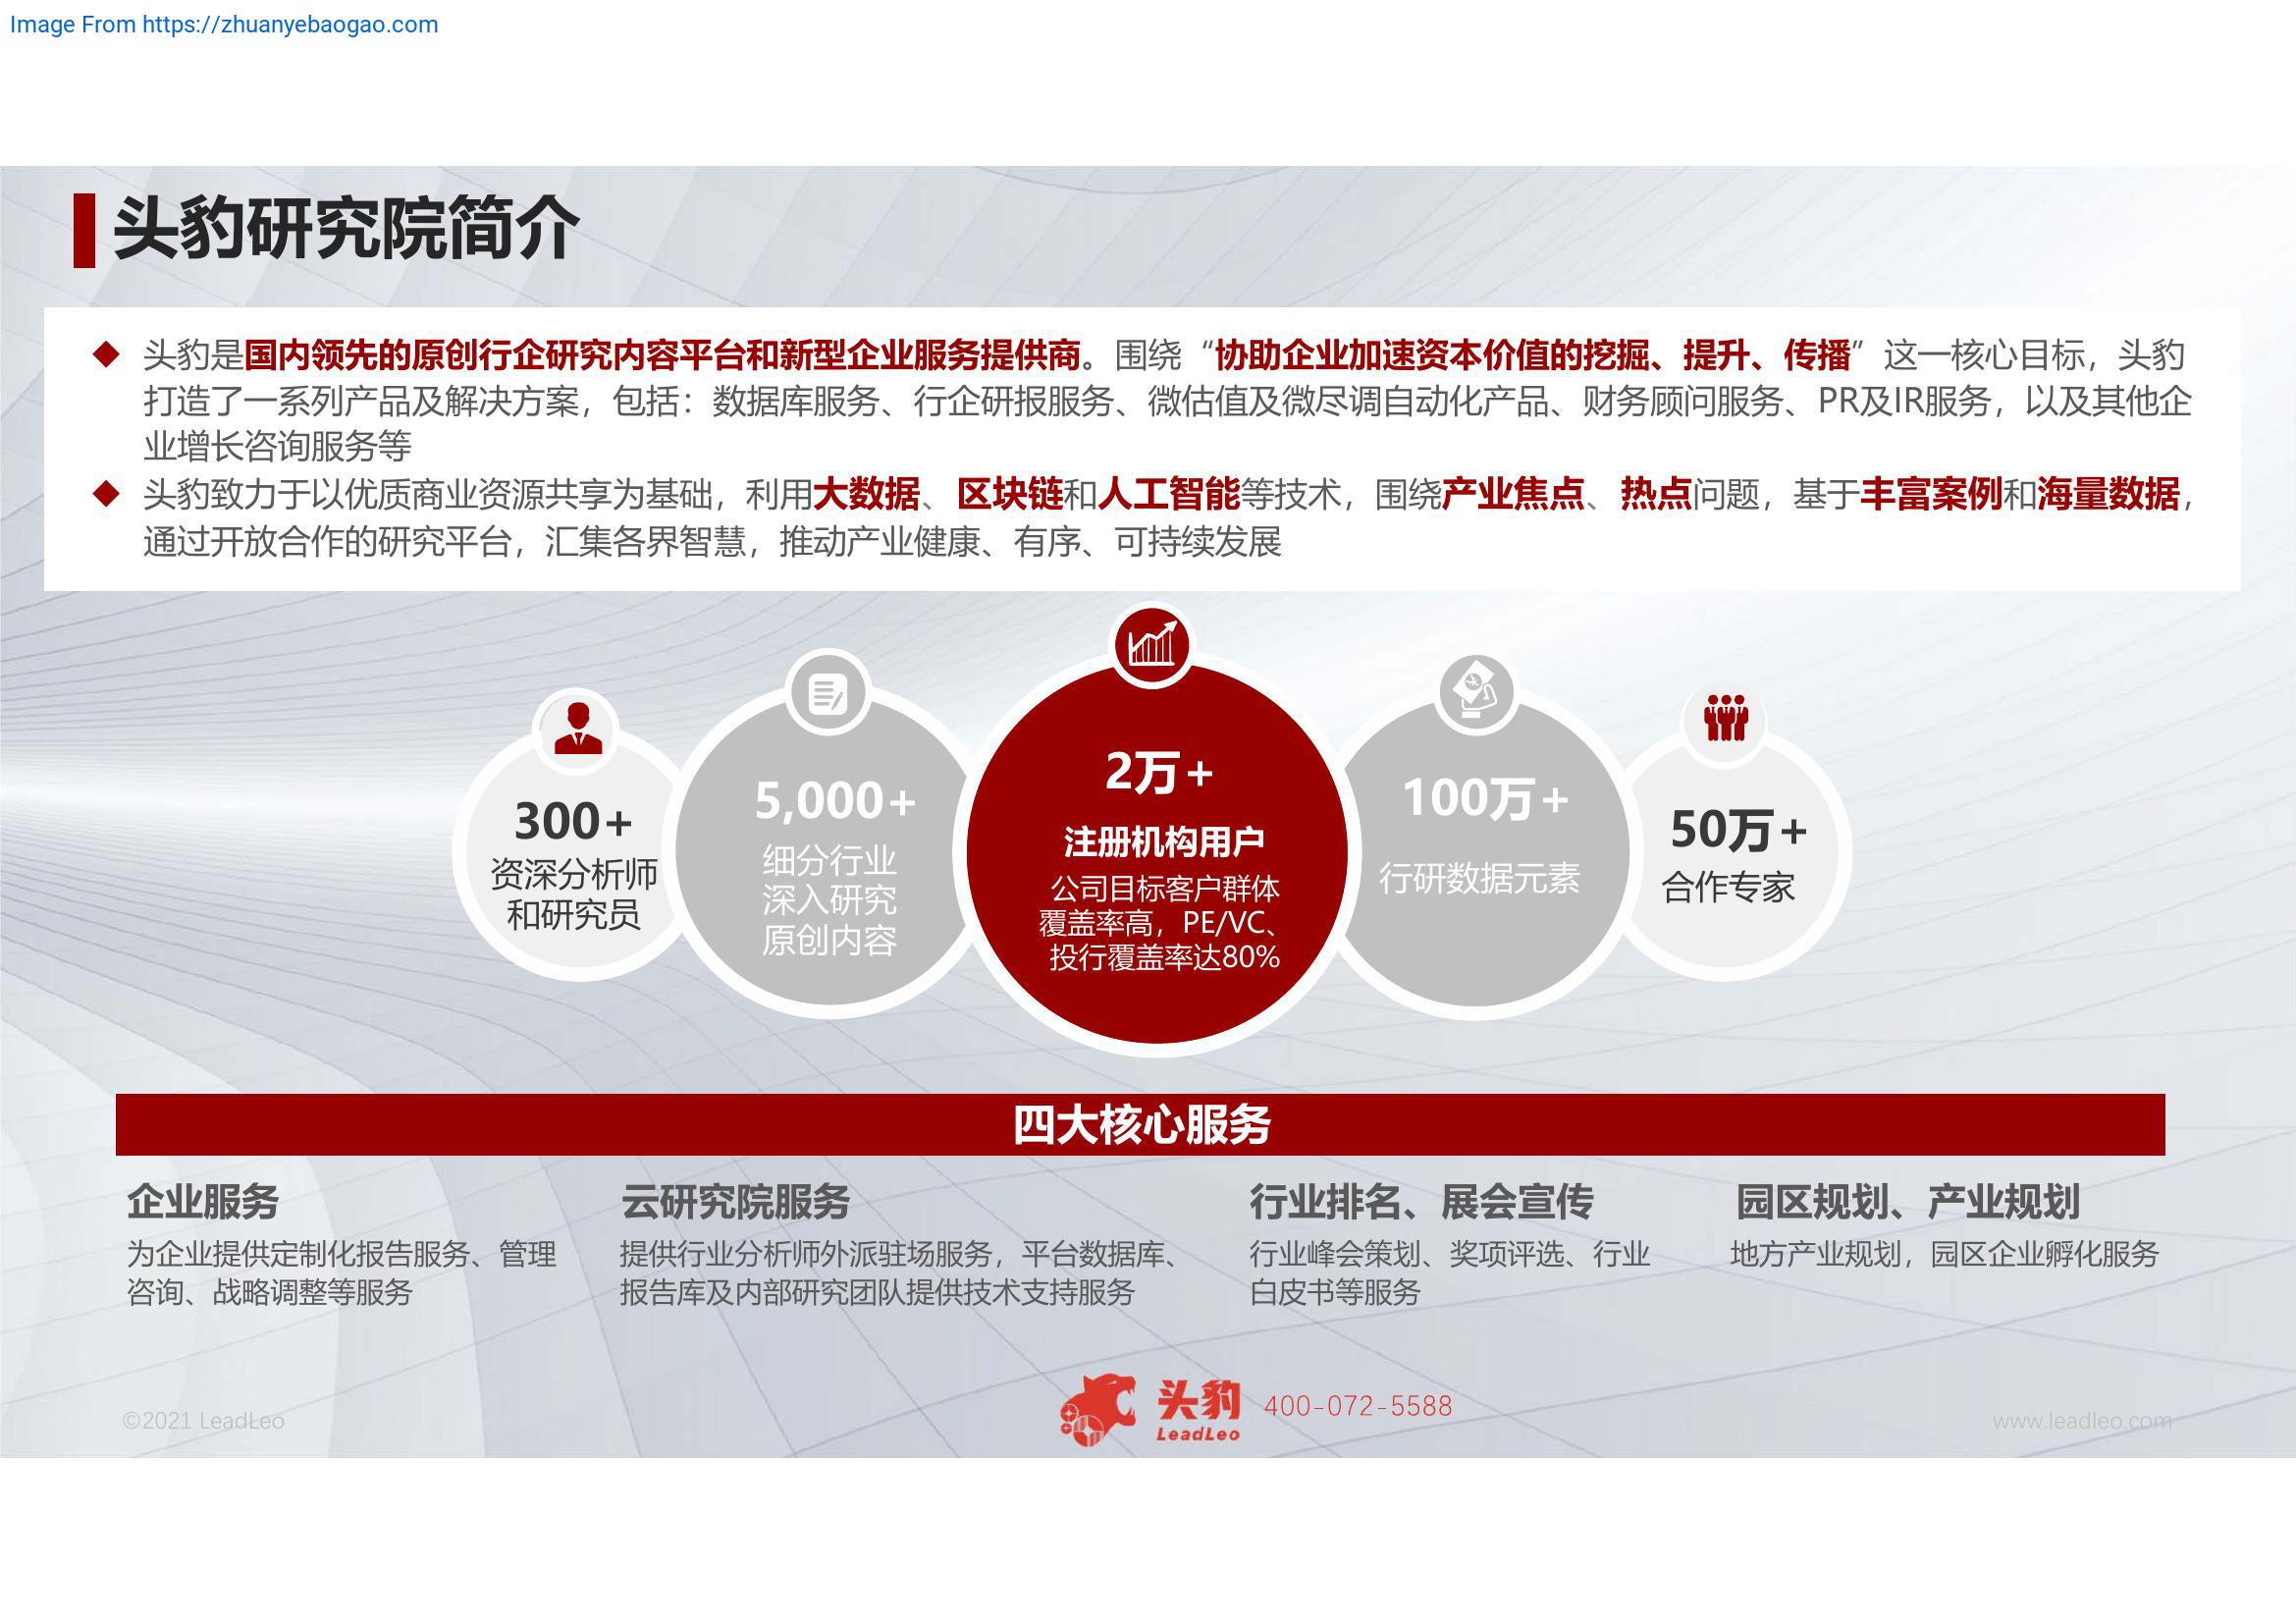 Image From https://zhuanyebaogao.com
头豹研究院简介
头豹是国内领先的原创行企研究内容平台和新型企业服务提供商。围绕“协助企业加速资本价值的挖掘、提升、传播”这一核心目标，头豹
打造了一系列产品及解决方案，包括：数据库服务、行企研报服务、微估值及微尽调自动化产品、财务顾问服务、PR及IR服务，以及其他企
业增长咨询服务等
头豹致力于以优质商业资源共享为基础，利用大数据、区块链和人工智能等技术，围绕产业焦点、热点问题，基于丰富案例和海量数据，
通过开放合作的研究平台，汇集各界智慧，推动产业健康、有序、可持续发展
300+
资深分析师
和研究员
5,000+
细分行业
深入研究
原创内容
2万+
注册机构用户
公司目标客户群体
覆盖率高，PE/VC、
投行覆盖率达80%
100万+
行研数据元素
50万+
合作专家
四大核心服务
企业服务
为企业提供定制化报告服务、管理
咨询、战略调整等服务
云研究院服务
提供行业分析师外派驻场服务，平台数据库、
报告库及内部研究团队提供技术支持服务
行业排名、展会宣传
行业峰会策划、奖项评选、行业
白皮书等服务
园区规划、产业规划
地方产业规划，园区企业孵化服务
©2021 LeadLeo
头豹
LeadLeo
400-072-5588
www.leadleo.com